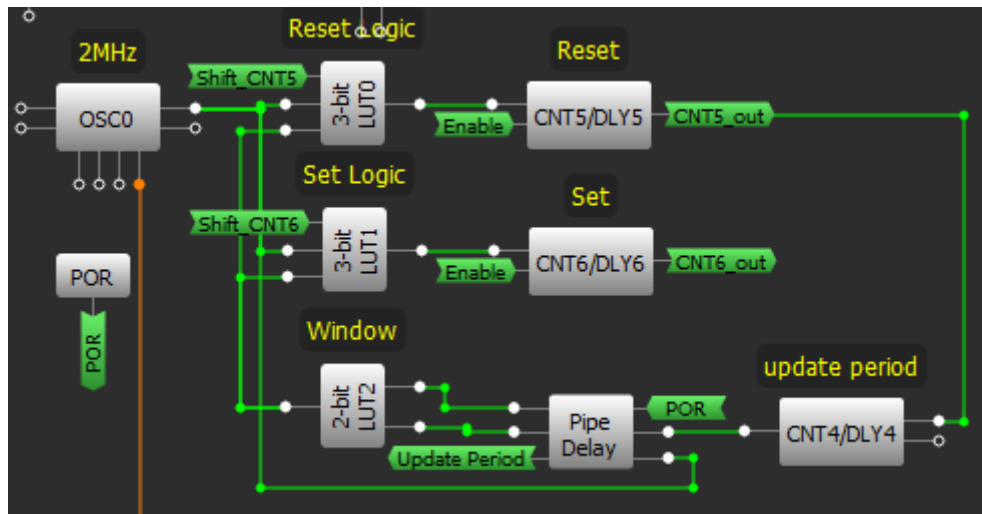 Reset Logic
2MHz
Reset
Shift_CNT5
OSC0
3-bit
LUT0
CNT5/DLY5
CNT5_out
Enable
Set Logic
Set
Shift_CNT6
3-bit
LUT1
CNT6/DLY6
CNT6_out
Enable
POR
POR
Window
update period
2-bit
LUT2
POR
Pipe
Delay
CNT4/DLY4
Update Period